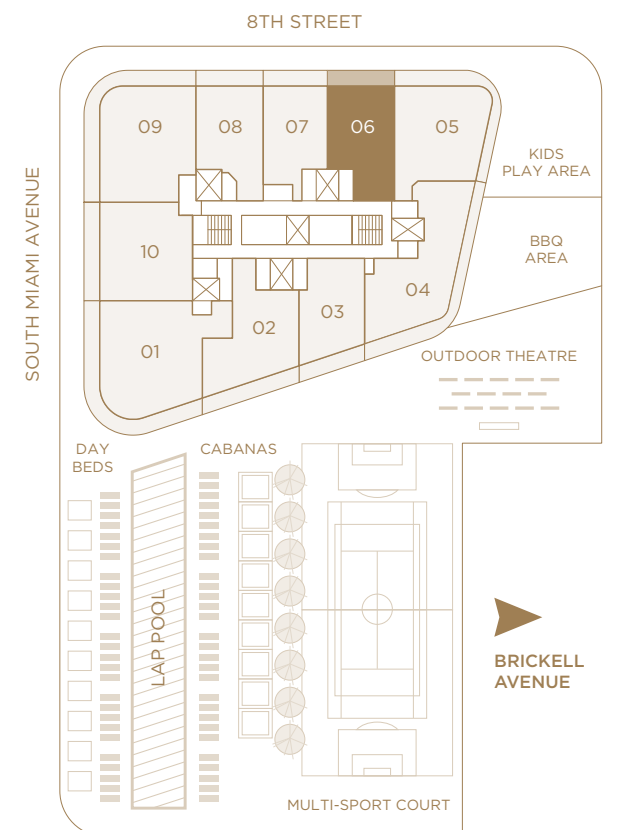 8TH STREET
SOUTH MIAMI AVENUE
09
08
07
06
05
KIDS
PLAY AREA
BBQ
AREA
10
04
03
02
01
OUTDOOR THEATRE
DAY
BEDS
CABANAS
LAP POOL
BRICKELL
AVENUE
MULTI-SPORT COURT